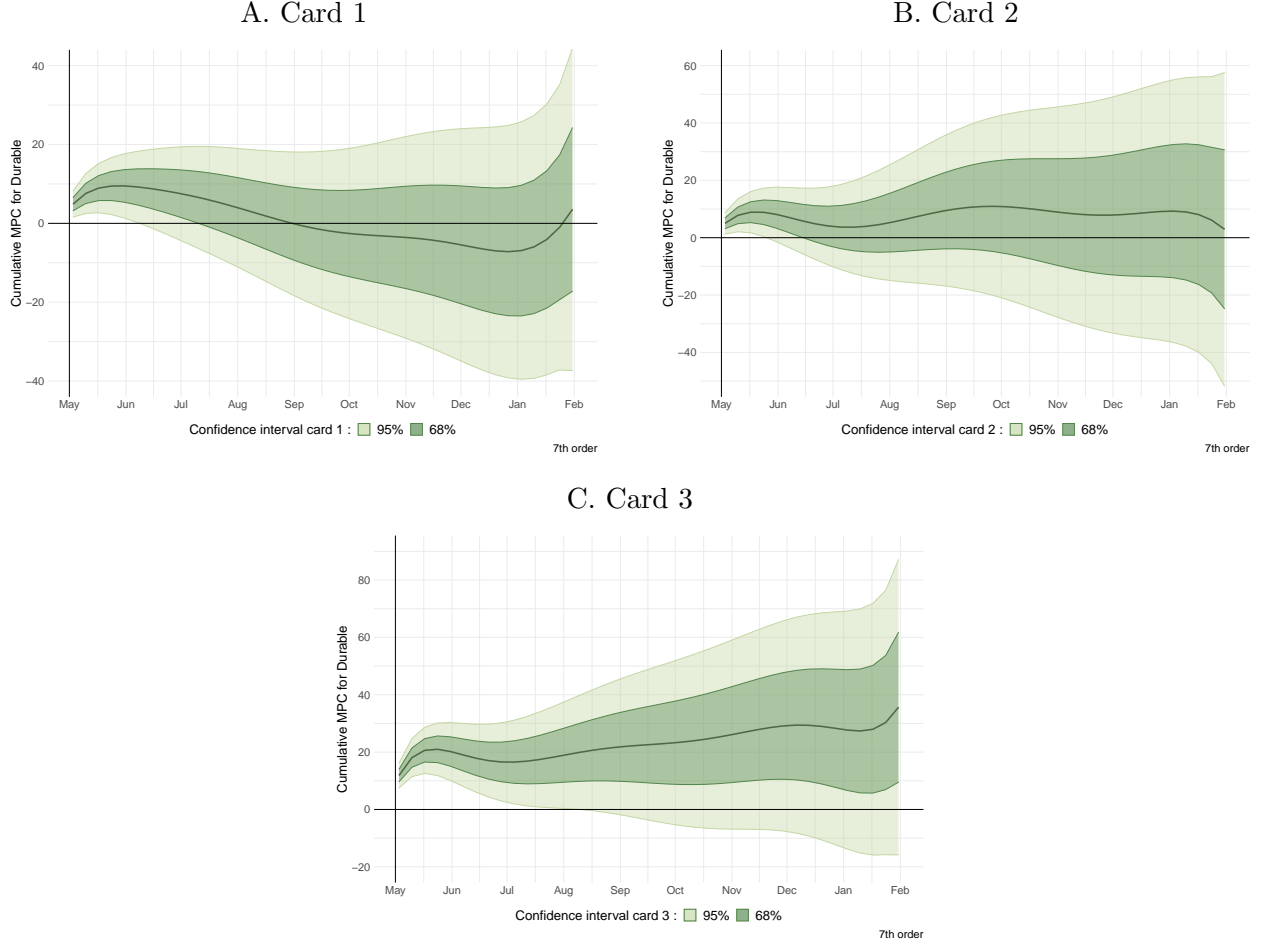 A. Card 1
Cumulative MPC for Durable
40
20
0
−20
−40
May Jun Jul Aug Sep Oct Nov Dec Jan Feb
Confidence interval card 1 : 95% 68%
7th order
B. Card 2
Cumulative MPC for Durable
60
40
20
0
−20
−40
May Jun Jul Aug Sep Oct Nov Dec Jan Feb
Confidence interval card 2 : 95% 68%
7th order
C. Card 3
Cumulative MPC for Durable
80
60
40
20
0
−20
May Jun Jul Aug Sep Oct Nov Dec Jan Feb
Confidence interval card 3 : 95% 68%
7th order